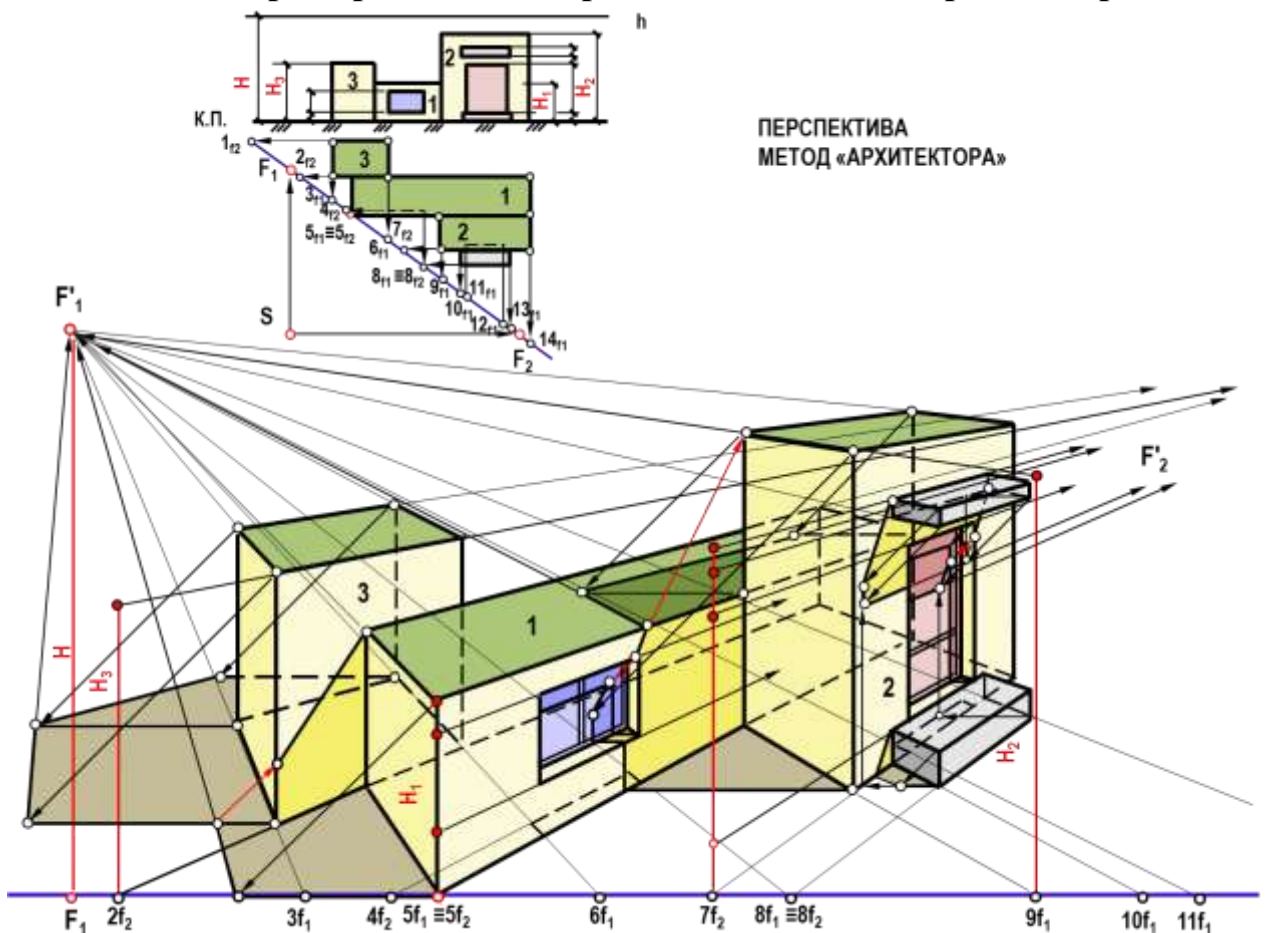 h
H
H₃
3
1
2
H₁
H₂
К.П.
1f2
F₁
2f2
3
1
3f1
4f2
5f1≡5f2
7f2
6f1
2
8f1 ≡8f2
9f1
11f1
10f1
13f1
12f1
14f1
S
F₂
ПЕРСПЕКТИВА
МЕТОД «АРХИТЕКТОРА»
F'₁
F'₂
3
1
H
H₃
2
H₁
H₂
F₁
2f₂
3f₁
4f₂
5f₁ ≡5f₂
6f₁
7f₂
8f₁ ≡8f₂
9f₁
10f₁
11f₁